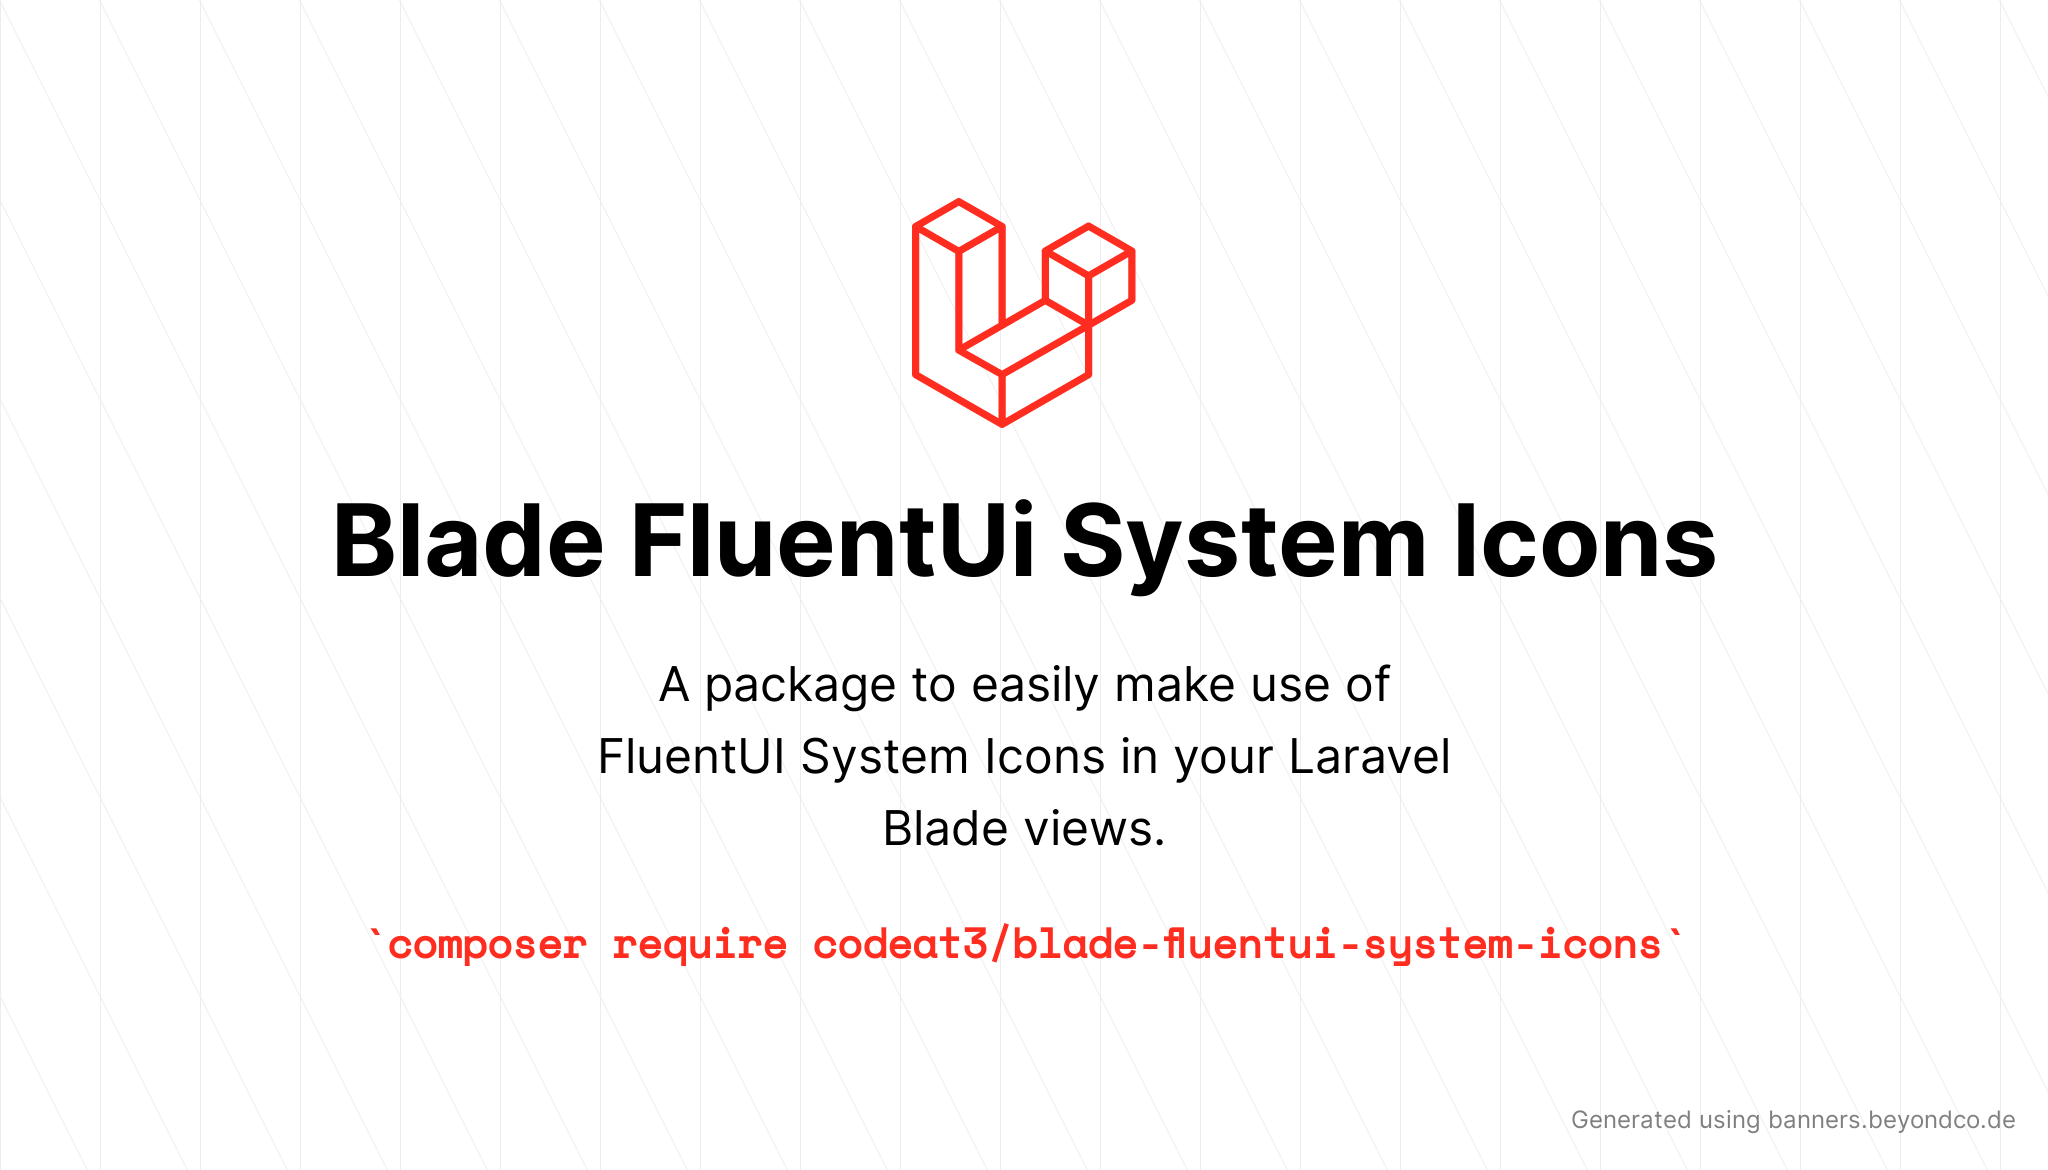 Blade FluentUi System Icons
A package to easily make use of
FluentUI System Icons in your Laravel
Blade views.
`composer require codeat3/blade-fluentui-system-icons`
Generated using banners.beyondco.de